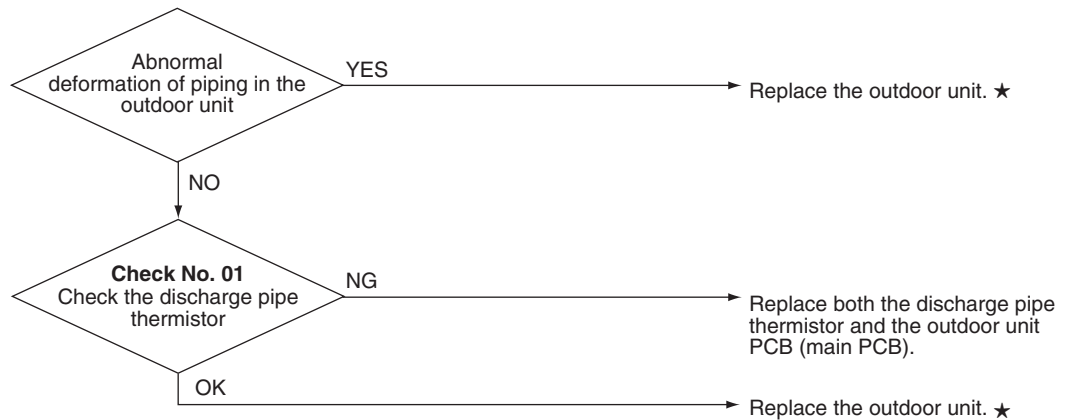 Abnormal
deformation of piping in the
outdoor unit
YES
Replace the outdoor unit. ★
NO
Check No. 01
Check the discharge pipe
thermistor
NG
Replace both the discharge pipe
thermistor and the outdoor unit
PCB (main PCB).
OK
Replace the outdoor unit. ★